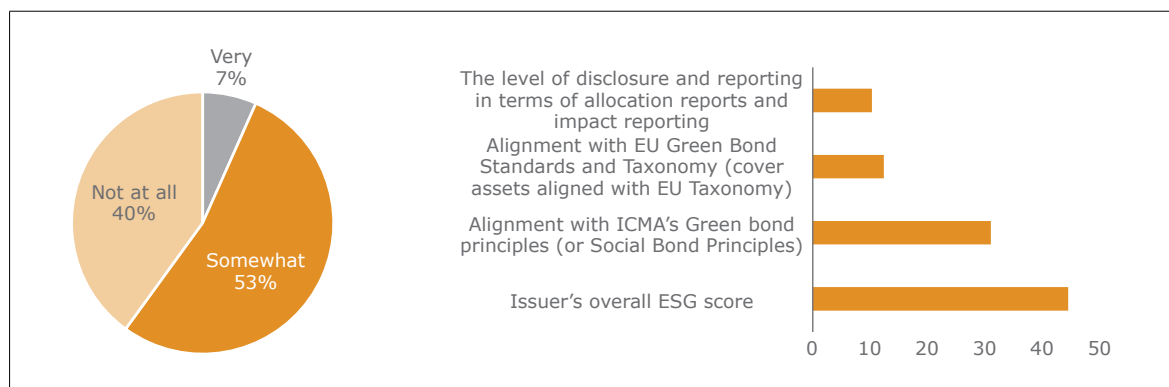 Very
7%
Not at all
40%
Somewhat
53%
The level of disclosure and reporting
in terms of allocation reports and
impact reporting
Alignment with EU Green Bond
Standards and Taxonomy (cover
assets aligned with EU Taxonomy)
Alignment with ICMA’s Green bond
principles (or Social Bond Principles)
Issuer’s overall ESG score
0 10 20 30 40 50